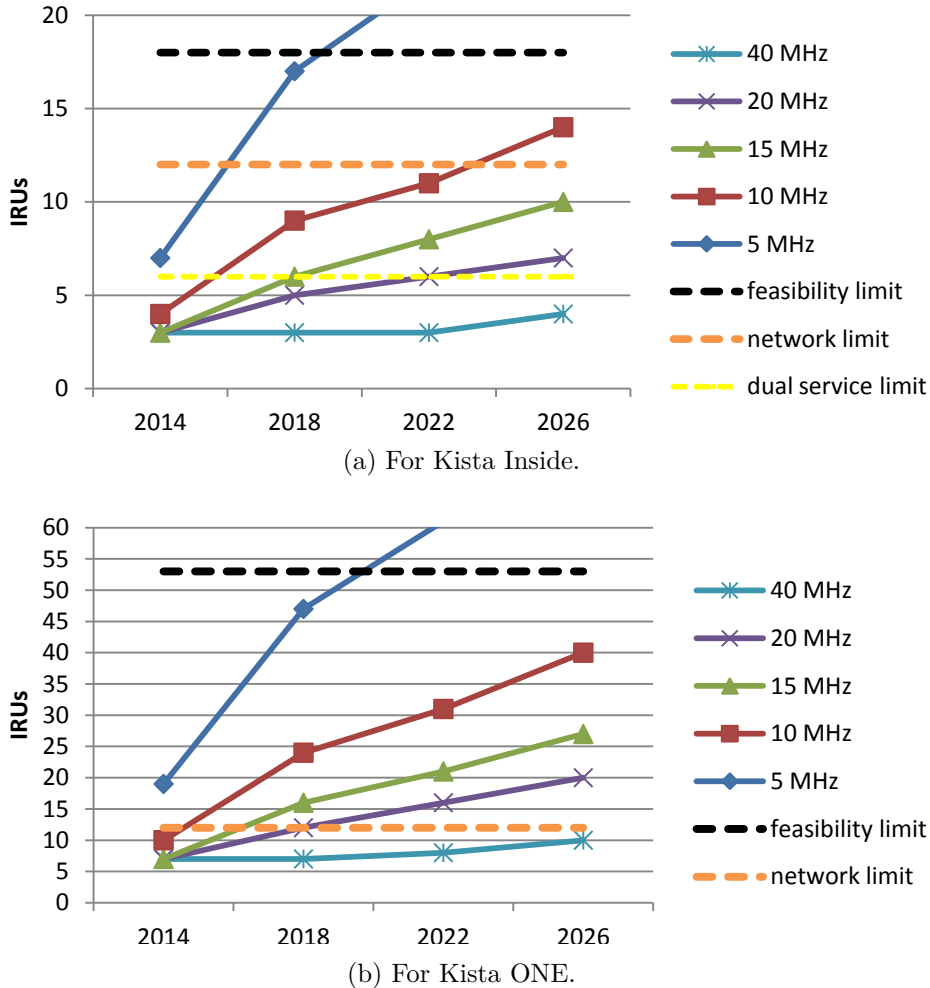 20
15
10
5
0
IRUs
2014 2018 2022 2026
40 MHz
20 MHz
15 MHz
10 MHz
5 MHz
feasibility limit
network limit
dual service limit
(a) For Kista Inside.
60
55
50
45
40
35
30
25
20
15
10
5
0
IRUs
2014 2018 2022 2026
40 MHz
20 MHz
15 MHz
10 MHz
5 MHz
feasibility limit
network limit
(b) For Kista ONE.